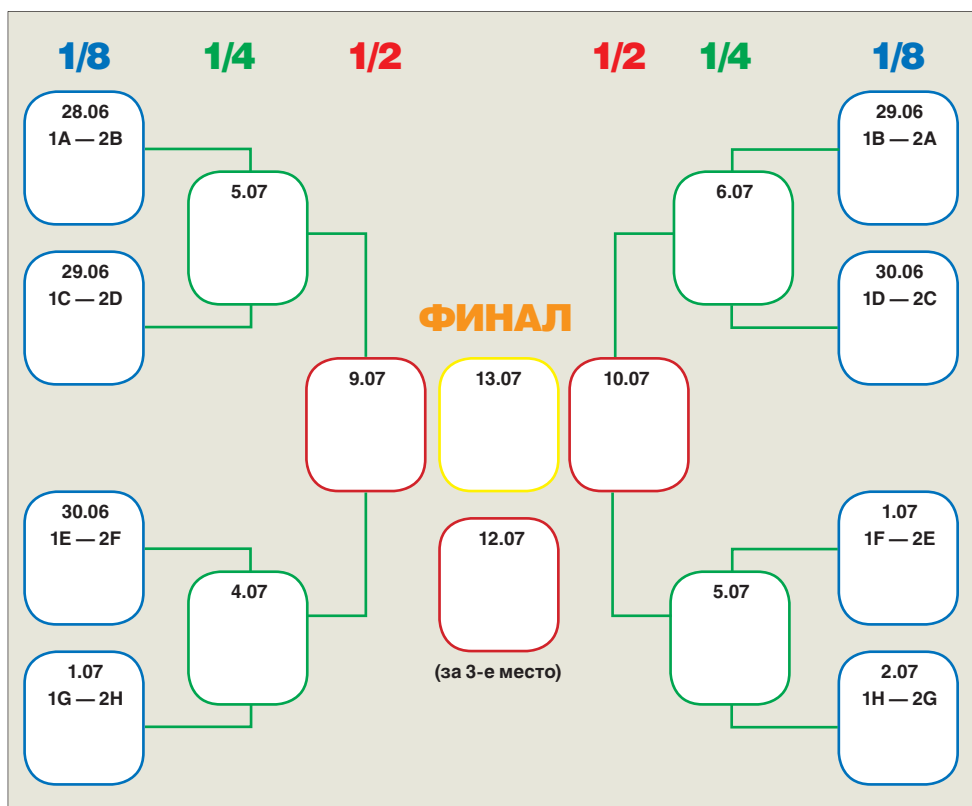 1/8
1/4
1/2
1/2
1/4
1/8
28.06
1A — 2B
29.06
1B — 2A
5.07
6.07
29.06
1C — 2D
30.06
1D — 2C
ФИНАЛ
9.07
13.07
10.07
30.06
1E — 2F
1.07
1F — 2E
12.07
4.07
5.07
(за 3-е место)
1.07
1G — 2H
2.07
1H — 2G